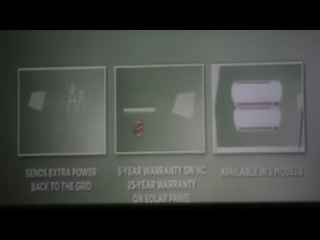 SENDS EXTRA POWER
BACK TO THE GRID
5-YEAR WARRANTY ON AC
25-YEAR WARRANTY
ON SOLAR PANEL
AVAILABLE IN 3 MODELS